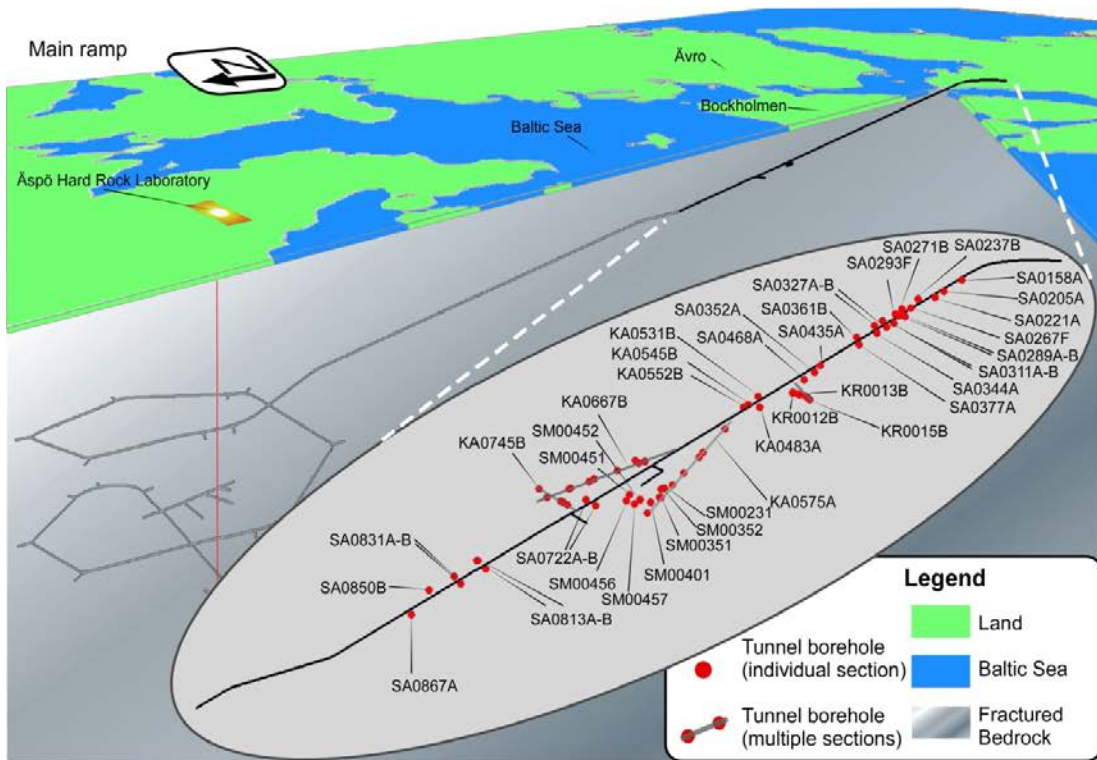 Main ramp
N
Ävro
Bockholmen
Baltic Sea
Äspö Hard Rock Laboratory
SA0271B
SA0237B
SA0293F
SA0158A
SA0327A-B
SA0205A
SA0352A
SA0361B
SA0221A
SA0468A
SA0435A
SA0267F
KA0531B
SA0289A-B
KA0545B
SA0311A-B
KA0552B
SA0344A
KR0013B
SA0377A
KA0667B
KR0012B
KR0015B
SM00452
KA0745B
KA0483A
SM00451
KA0575A
SM00231
SM00352
SM00351
SA0831A-B
SA0722A-B
SM00401
SM00456
SA0850B
SM00457
SA0813A-B
SA0867A
Legend
Land
Tunnel borehole
(individual section)
Baltic Sea
Tunnel borehole
(multiple sections)
Fractured
Bedrock